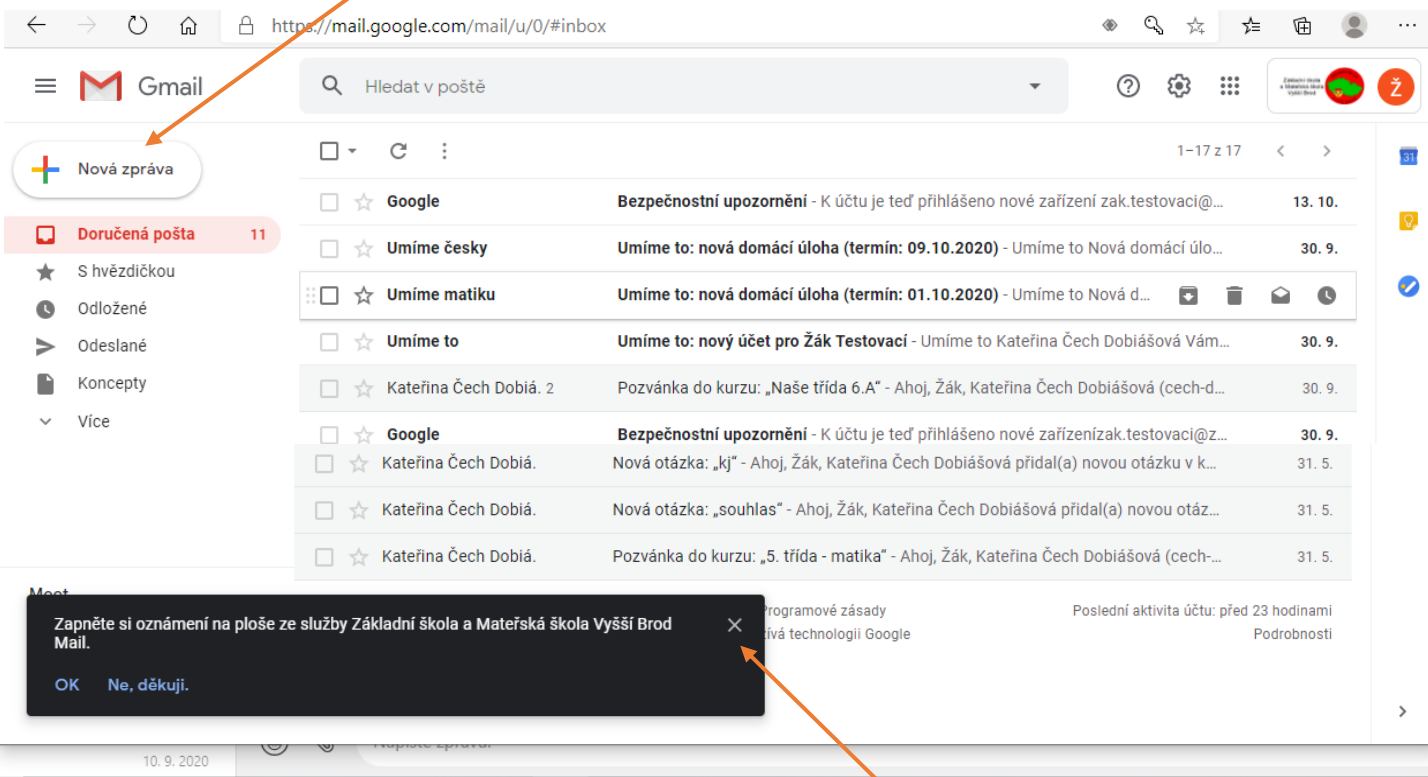 https://mail.google.com/mail/u/0/#inbox
Gmail
Hledat v poště
Základní škola
a Mateřská škola
Vyšší Brod
Ž
Nová zpráva
1–17 z 17
31
Doručená pošta 11
S hvězdičkou
Odložené
Odeslané
Koncepty
Více
Google Bezpečnostní upozornění - K účtu je teď přihlášeno nové zařízení zak.testovaci@... 13. 10.
Umíme česky Umíme to: nová domácí úloha (termín: 09.10.2020) - Umíme to Nová domácí úlo... 30. 9.
Umíme matiku Umíme to: nová domácí úloha (termín: 01.10.2020) - Umíme to Nová d...
Umíme to Umíme to: nový účet pro Žák Testovací - Umíme to Kateřina Čech Dobiášová Vám... 30. 9.
Kateřina Čech Dobiá. 2 Pozvánka do kurzu: „Naše třída 6.A“ - Ahoj, Žák, Kateřina Čech Dobiášová (cech-d... 30. 9.
Google Bezpečnostní upozornění - K účtu je teď přihlášeno nové zařízenízak.testovaci@z... 30. 9.
Kateřina Čech Dobiá. Nová otázka: „kj“ - Ahoj, Žák, Kateřina Čech Dobiášová přidal(a) novou otázku v k... 31. 5.
Kateřina Čech Dobiá. Nová otázka: „souhlas“ - Ahoj, Žák, Kateřina Čech Dobiášová přidal(a) novou otáz... 31. 5.
Kateřina Čech Dobiá. Pozvánka do kurzu: „5. třída - matika“ - Ahoj, Žák, Kateřina Čech Dobiášová (cech-... 31. 5.
Meet
Programové zásady
Poslední aktivita účtu: před 23 hodinami
technologii Google
Podrobnosti
Zapněte si oznámení na ploše ze služby Základní škola a Mateřská škola Vyšší Brod
Mail.
OK Ne, děkuji.
Napište zprávu.
10. 9. 2020